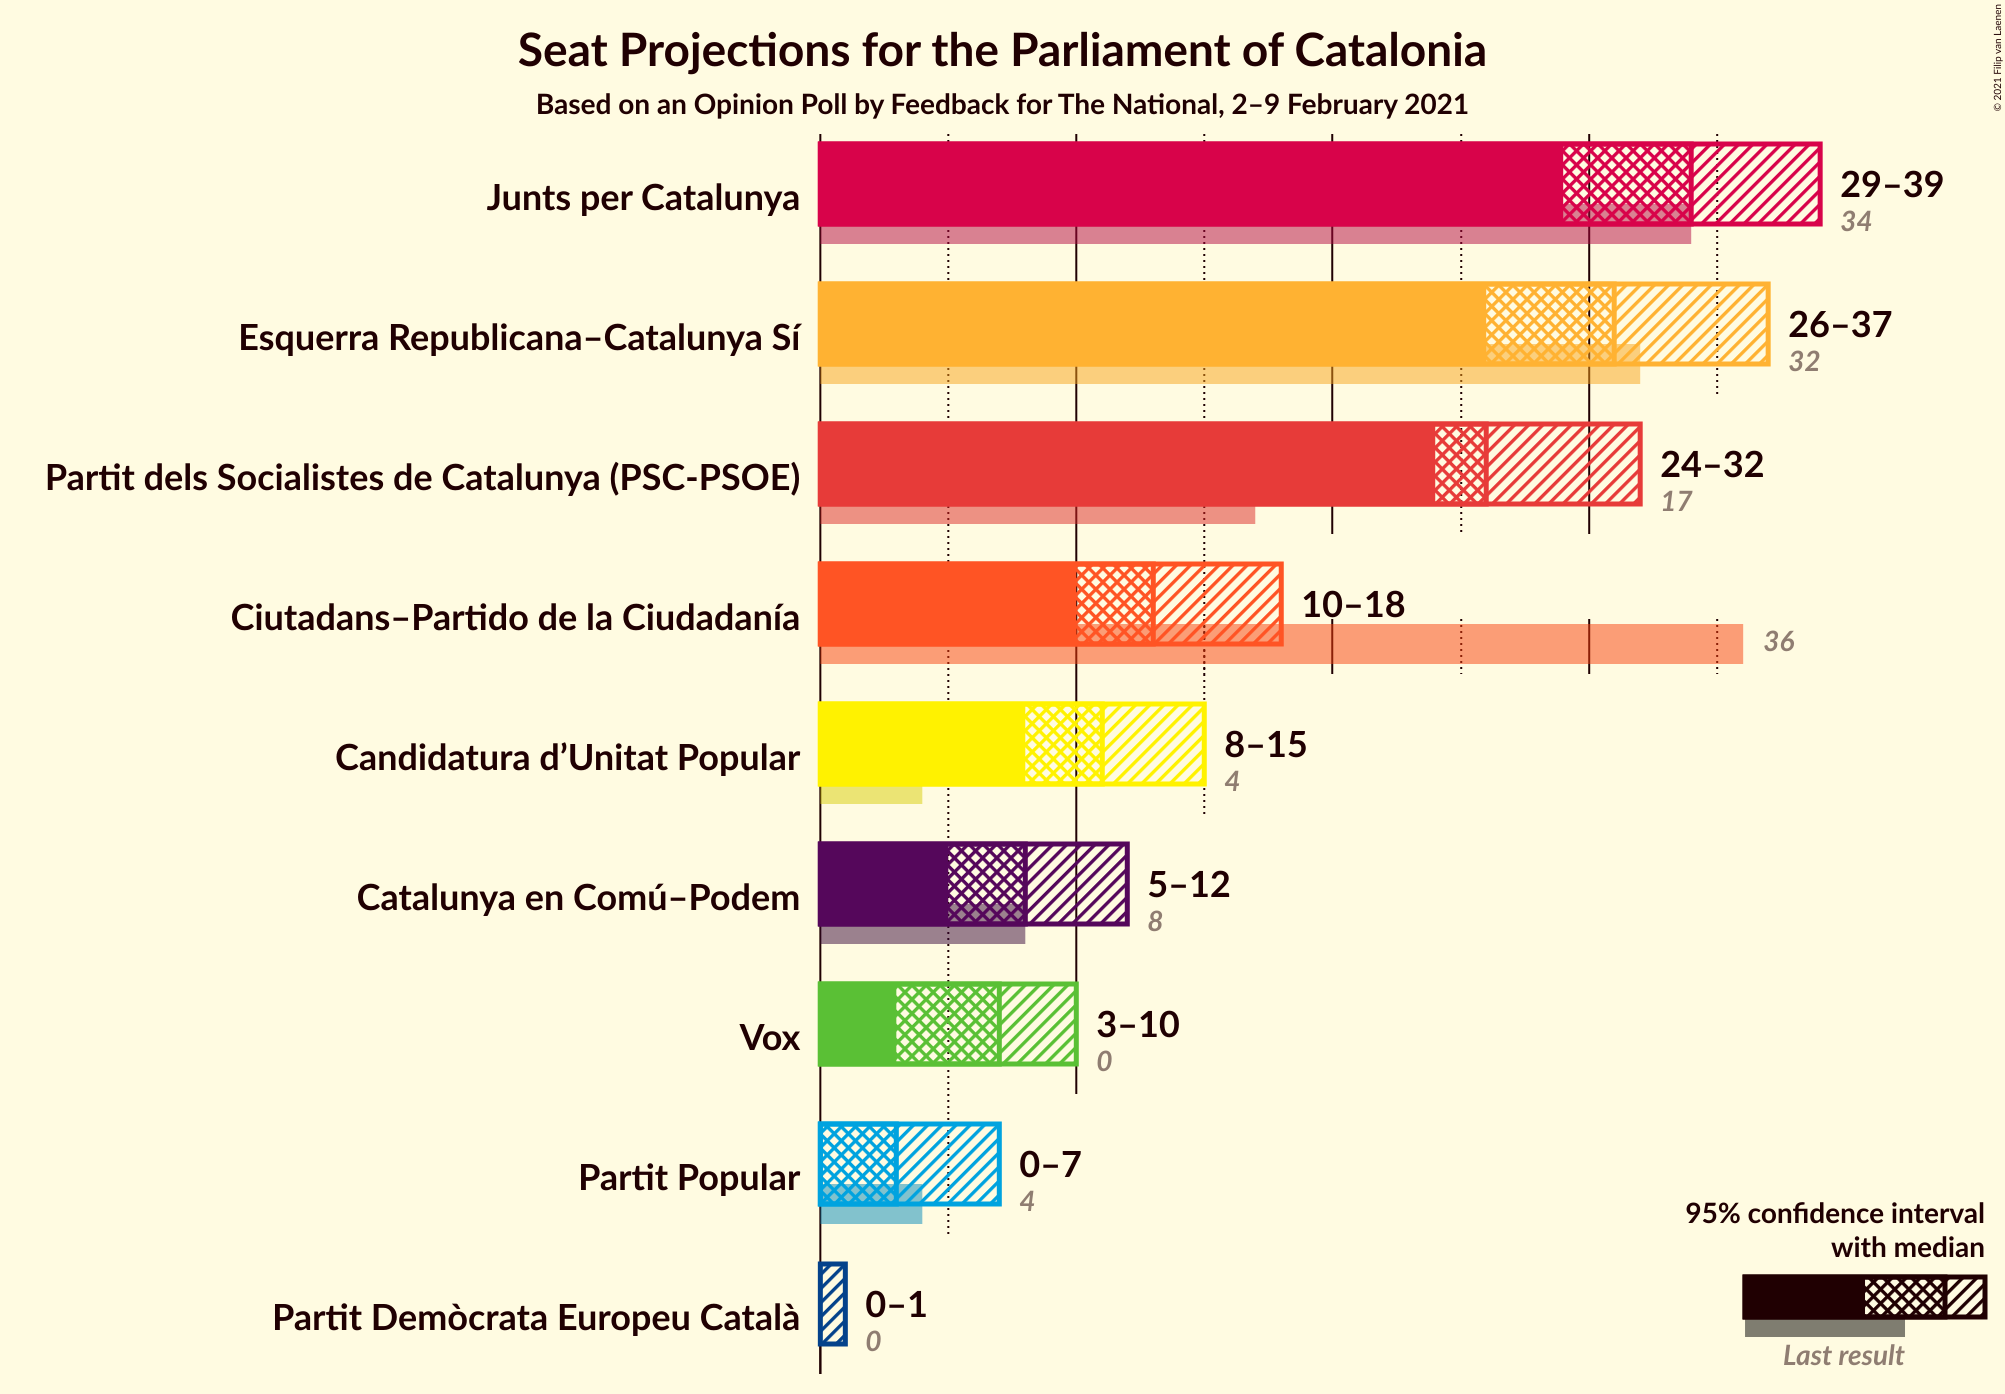 Seat Projections for the Parliament of Catalonia
Based on an Opinion Poll by Feedback for The National, 2–9 February 2021
© 2021 Filip van Laenen
Junts per Catalunya
29–39
34
Esquerra Republicana–Catalunya Sí
26–37
32
Partit dels Socialistes de Catalunya (PSC-PSOE)
24–32
17
Ciutadans–Partido de la Ciudadanía
10–18
36
Candidatura d’Unitat Popular
8–15
4
Catalunya en Comú–Podem
5–12
8
Vox
3–10
0
Partit Popular
0–7
4
Partit Demòcrata Europeu Català
0–1
0
95% confidence interval
with median
Last result